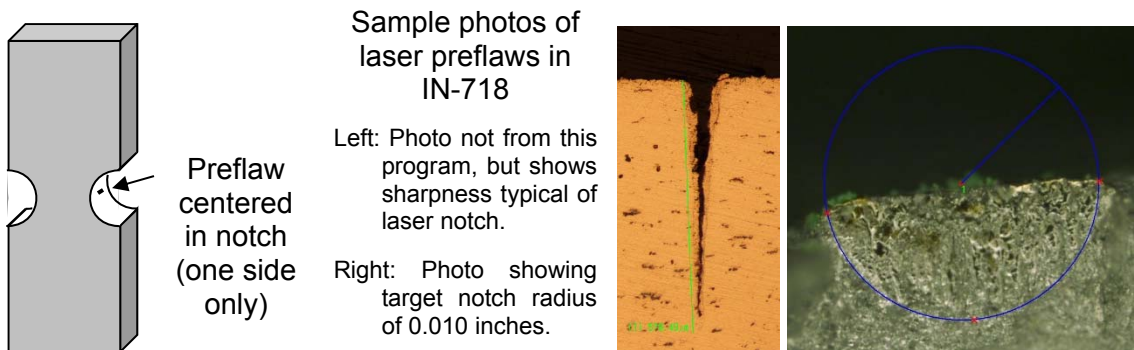 Preflaw
centered
in notch
(one side
only)
Sample photos of
laser preflaws in
IN-718
Left: Photo not from this
program, but shows
sharpness typical of
laser notch.
Right: Photo showing
target notch radius
of 0.010 inches.